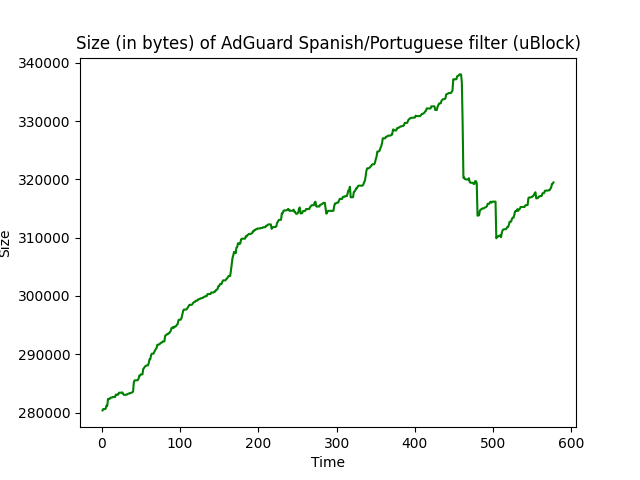 Size (in bytes) of AdGuard Spanish/Portuguese filter (uBlock)
340000
330000
320000
310000
300000
290000
280000
Size
0 100 200 300 400 500 600
Time